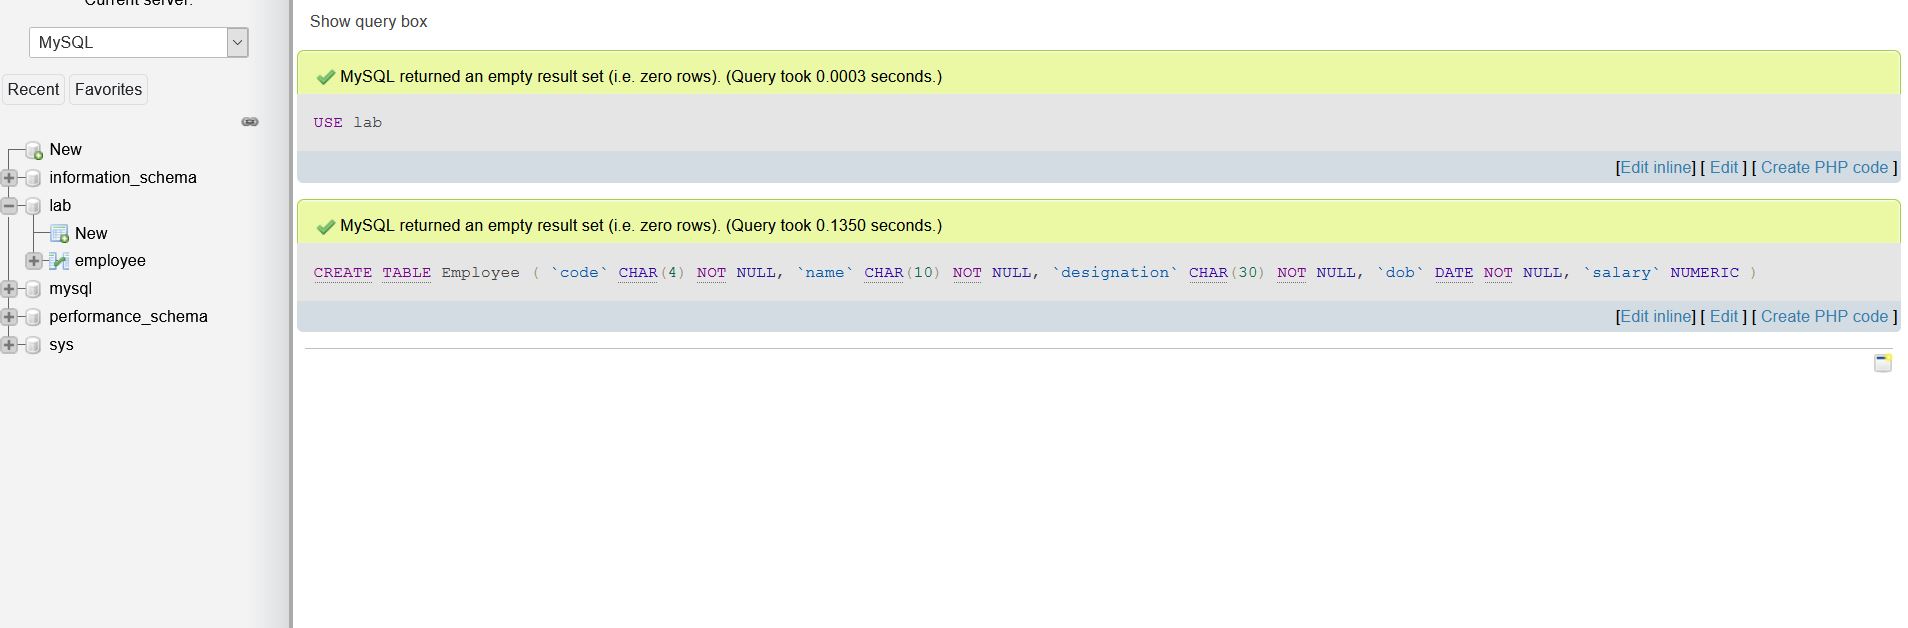 Current server:
MySQL
Recent Favorites
New
information_schema
lab
New
employee
mysql
performance_schema
sys
Show query box
MySQL returned an empty result set (i.e. zero rows). (Query took 0.0003 seconds.)
USE lab
[Edit inline] [ Edit ] [ Create PHP code ]
MySQL returned an empty result set (i.e. zero rows). (Query took 0.1350 seconds.)
CREATE TABLE Employee ( `code` CHAR(4) NOT NULL, `name` CHAR(10) NOT NULL, `designation` CHAR(30) NOT NULL, `dob` DATE NOT NULL, `salary` NUMERIC )
[Edit inline] [ Edit ] [ Create PHP code ]